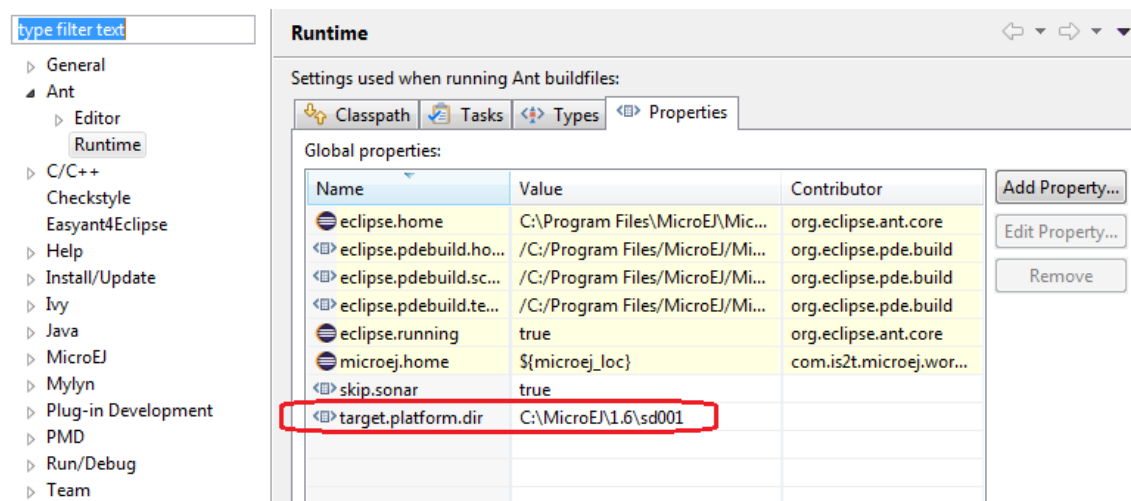 type filter text
General
Ant
Editor
Runtime
C/C++
Checkstyle
Easyant4Eclipse
Help
Install/Update
Ivy
Java
MicroEJ
Mylyn
Plug-in Development
PMD
Run/Debug
Team
Runtime
Settings used when running Ant buildfiles:
Classpath Tasks Types Properties
Global properties:
Name Value Contributor
eclipse.home C:\Program Files\MicroEJ\Mic... org.eclipse.ant.core
eclipse.pdebuild.ho... /C:/Program Files/MicroEJ/Mi... org.eclipse.pde.build
eclipse.pdebuild.sc... /C:/Program Files/MicroEJ/Mi... org.eclipse.pde.build
eclipse.pdebuild.te... /C:/Program Files/MicroEJ/Mi... org.eclipse.pde.build
eclipse.running true org.eclipse.ant.core
microej.home ${microej_loc} com.is2t.microej.wor...
skip.sonar true
target.platform.dir C:\MicroEJ\1.6\sd001
Add Property...
Edit Property...
Remove